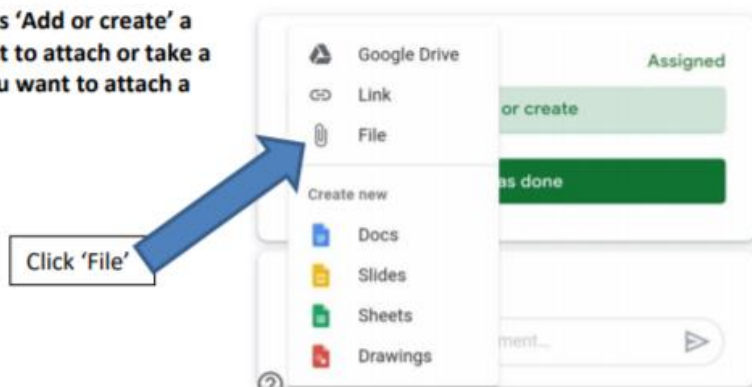 s ‘Add or create’ a
t to attach or take a
u want to attach a
Click ‘File’
Google Drive
Link
File
Create new
Docs
Slides
Sheets
Drawings
Assigned
or create
as done
ment...